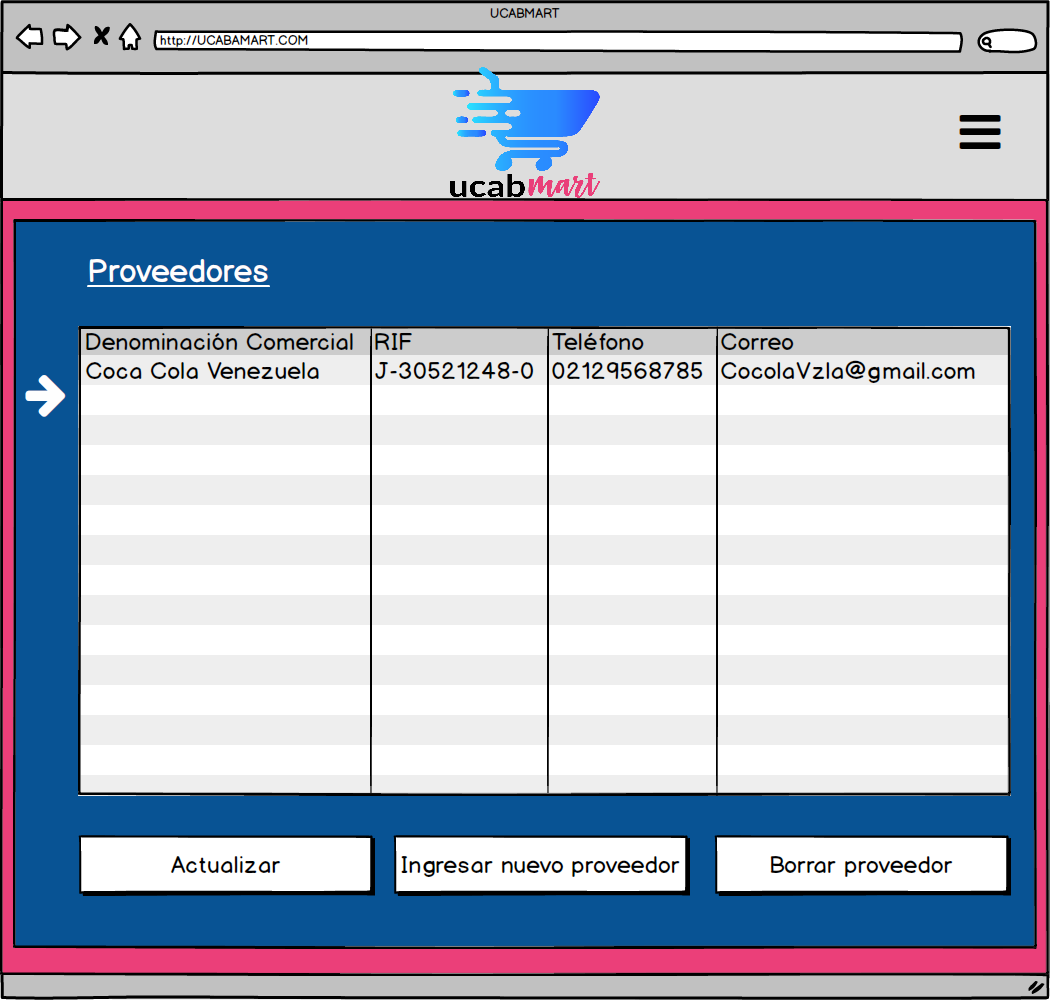 UCABMART
http://UCABAMART.COM
ucabmart
Proveedores
Denominación Comercial RIF Teléfono Correo
Coca Cola Venezuela J-30521248-0 02129568785 CocolaVzla@gmail.com
Actualizar Ingresar nuevo proveedor Borrar proveedor